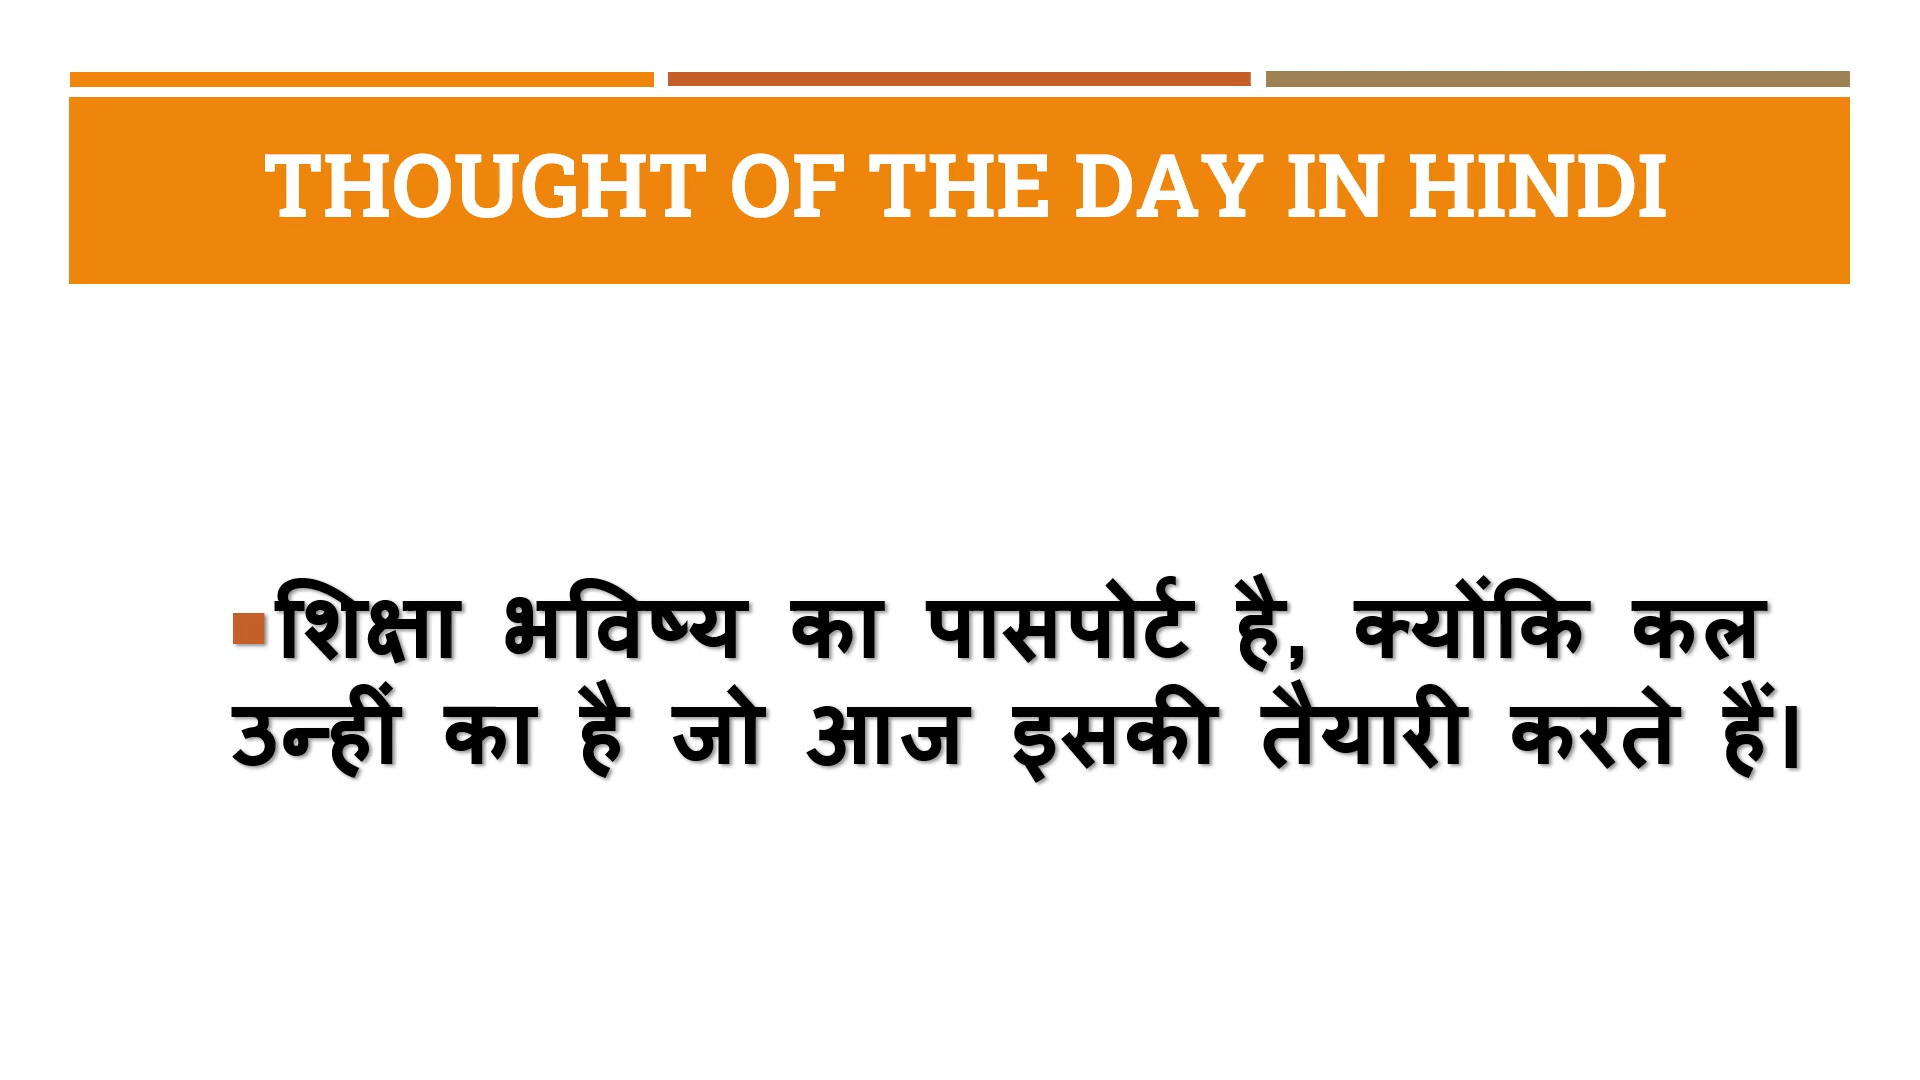 THOUGHT OF THE DAY IN HINDI
शिक्षा भविष्य का पासपोर्ट है, क्योंकि कल
उन्हीं का है जो आज इसकी तैयारी करते हैं।